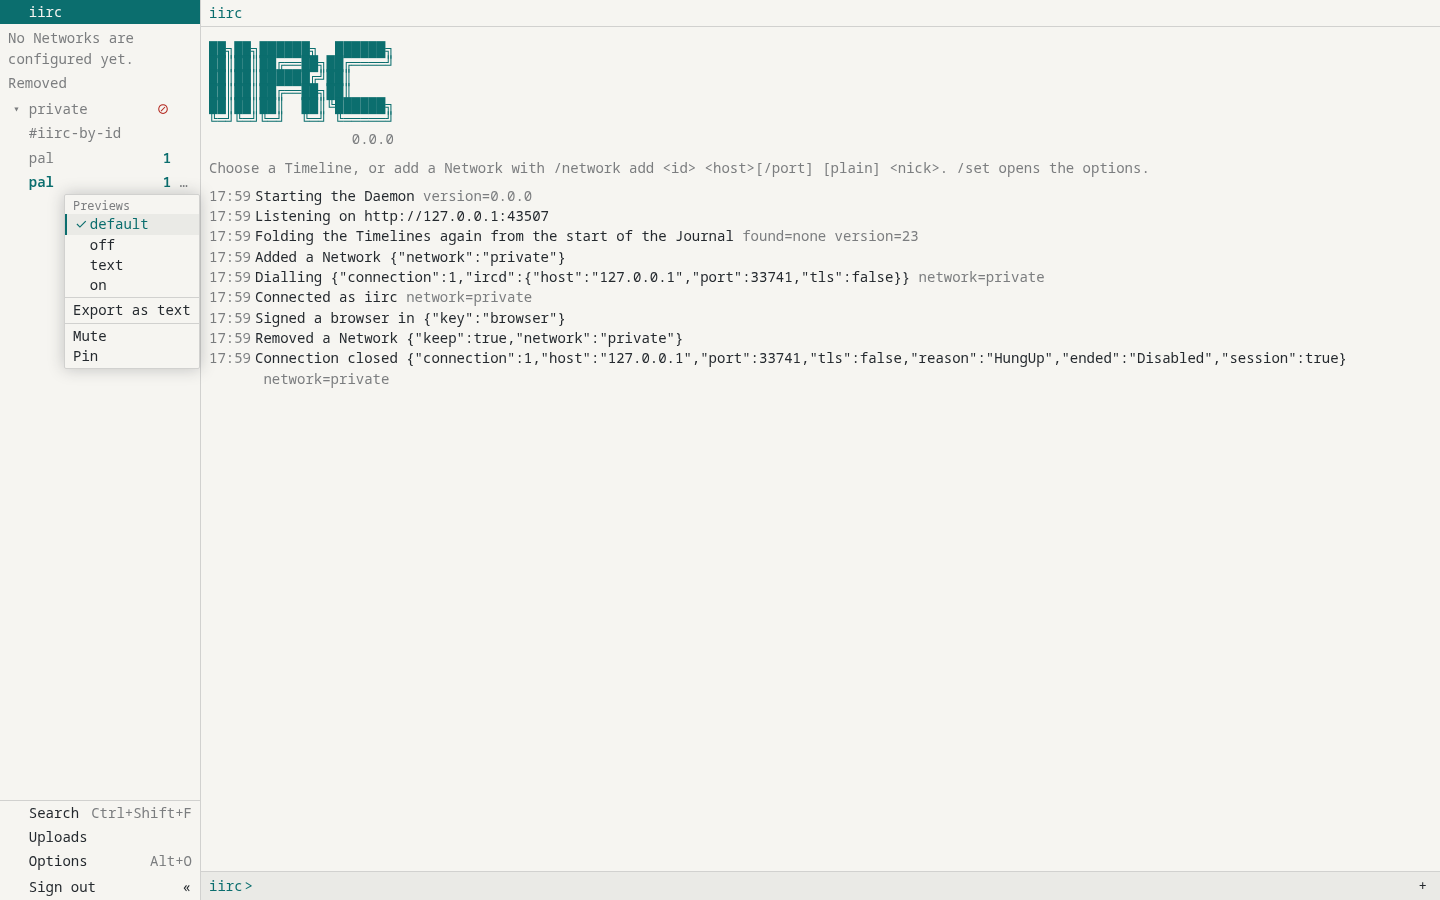 iirc
No Networks are
configured yet.
Removed
▾ private
#iirc-by-id
pal 1
pal 1 …
Previews
✓ default
off
text
on
Export as text
Mute
Pin
Search Ctrl+Shift+F
Uploads
Options Alt+O
Sign out «
iirc
IIRC
0.0.0
Choose a Timeline, or add a Network with /network add <id> <host>[/port] [plain] <nick>. /set opens the options.
17:59 Starting the Daemon version=0.0.0
17:59 Listening on http://127.0.0.1:43507
17:59 Folding the Timelines again from the start of the Journal found=none version=23
17:59 Added a Network {"network":"private"}
17:59 Dialling {"connection":1,"ircd":{"host":"127.0.0.1","port":33741,"tls":false}} network=private
17:59 Connected as iirc network=private
17:59 Signed a browser in {"key":"browser"}
17:59 Removed a Network {"keep":true,"network":"private"}
17:59 Connection closed {"connection":1,"host":"127.0.0.1","port":33741,"tls":false,"reason":"HungUp","ended":"Disabled","session":true}
network=private
iirc > +